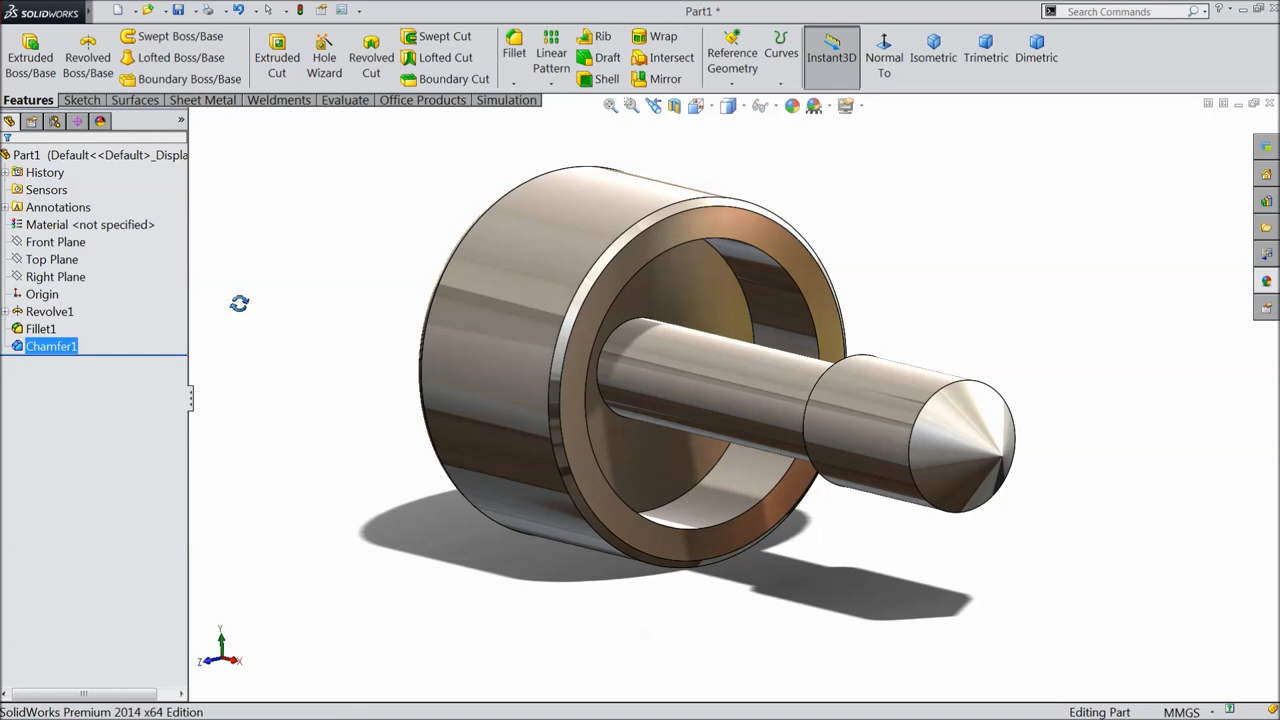 SOLIDWORKS
Part1 *
Search Commands
Extruded Boss/Base
Revolved Boss/Base
Swept Boss/Base
Lofted Boss/Base
Boundary Boss/Base
Extruded Cut
Hole Wizard
Revolved Cut
Swept Cut
Lofted Cut
Boundary Cut
Fillet
Linear Pattern
Rib
Draft
Shell
Wrap
Intersect
Mirror
Reference Geometry
Curves
Instant3D
Normal To
Isometric
Trimetric
Dimetric
Features Sketch Surfaces Sheet Metal Weldments Evaluate Office Products Simulation
Part1 (Default<<Default>_Displa
History
Sensors
Annotations
Material <not specified>
Front Plane
Top Plane
Right Plane
Origin
Revolve1
Fillet1
Chamfer1
Y
Z
X
SolidWorks Premium 2014 x64 Edition
Editing Part
MMGS